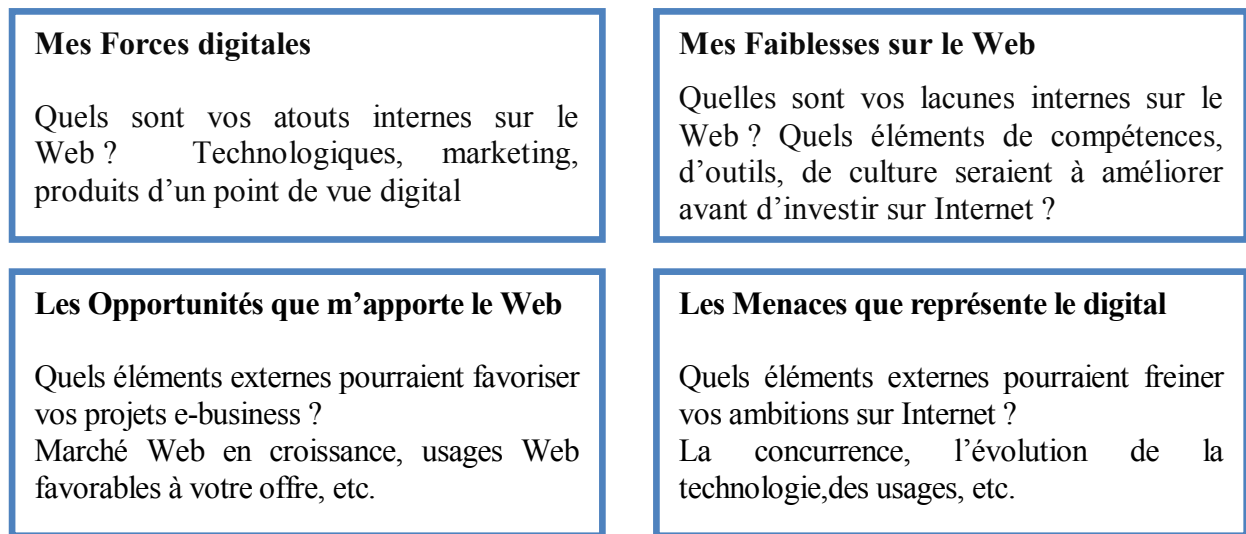 Mes Forces digitales
Quels sont vos atouts internes sur le
Web ? Technologiques, marketing,
produits d’un point de vue digital
Mes Faiblesses sur le Web
Quelles sont vos lacunes internes sur le
Web ? Quels éléments de compétences,
d’outils, de culture seraient à améliorer
avant d’investir sur Internet ?
Les Opportunités que m’apporte le Web
Quels éléments externes pourraient favoriser
vos projets e-business ?
Marché Web en croissance, usages Web
favorables à votre offre, etc.
Les Menaces que représente le digital
Quels éléments externes pourraient freiner
vos ambitions sur Internet ?
La concurrence, l’évolution de la
technologie,des usages, etc.